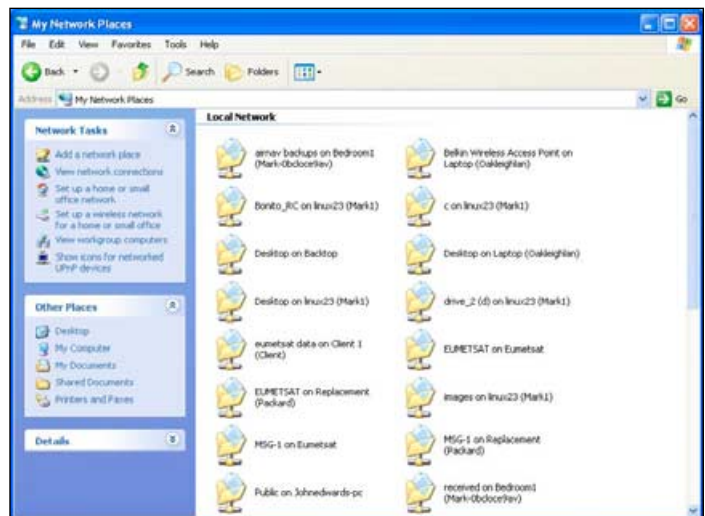 My Network Places
File Edit View Favorites Tools Help
Back Search Folders
Address My Network Places Go
Network Tasks
Add a network place
View network connections
Set up a home or small
office network
Set up a wireless network
for a home or small office
View workgroup computers
Show icons for networked
UPnP devices
Other Places
Desktop
My Computer
My Documents
Shared Documents
Printers and Faxes
Details
Local Network
backups on Bedroom1
Belkin Wireless Access Point on
Laptop (Oakleighlan)
Bonito_RC on linux23 (Mark1)
c on linux23 (Mark1)
Desktop on Backtop
Desktop on Laptop (Oakleighlan)
Desktop on linux23 (Mark1)
drive_2 (d) on linux23 (Mark1)
eumetsat data on Client 1
(Client)
EUMETSAT on Eumetsat
EUMETSAT on Replacement
(Packard)
images on linux23 (Mark1)
MSG-1 on Eumetsat
MSG-1 on Replacement
(Packard)
Public on Johnedwards-pc
received on Bedroom1